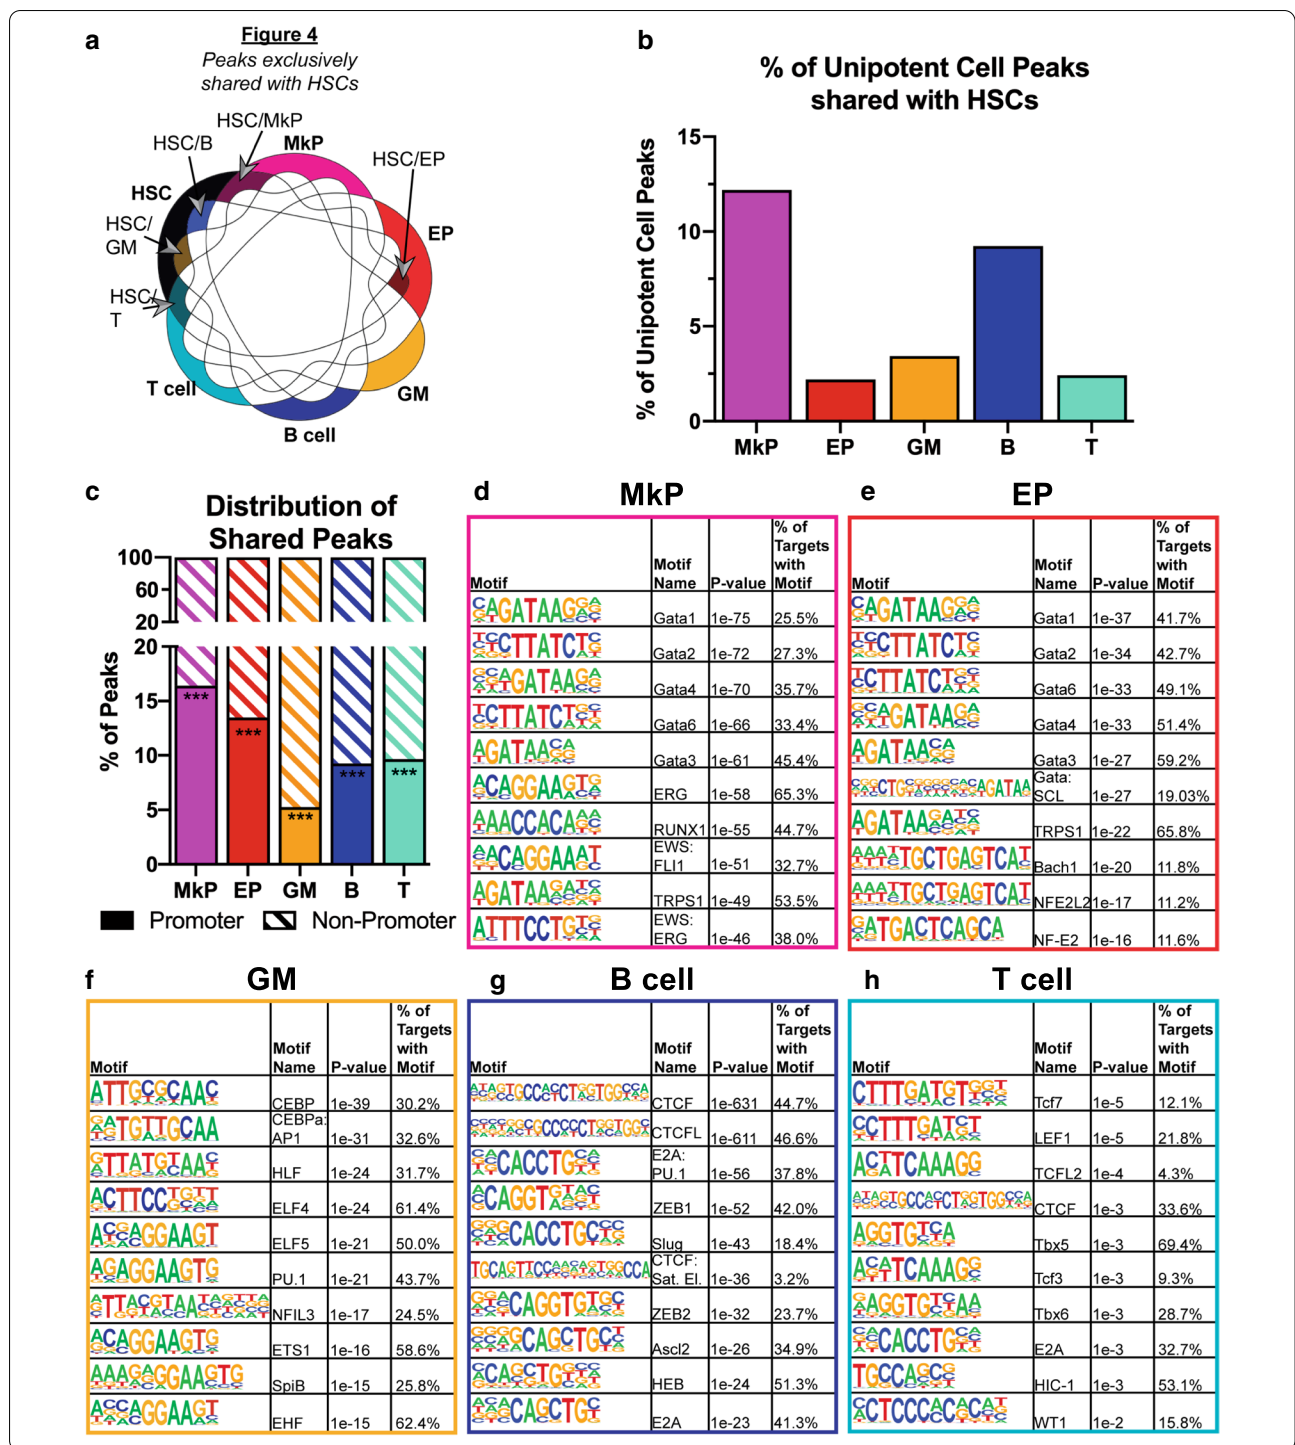 a
Figure 4
Peaks exclusively
shared with HSCs
HSC/MkP
HSC/B
MkP
HSC/EP
HSC
HSC/
GM
EP
HSC/
T
T cell
GM
B cell
b
% of Unipotent Cell Peaks
shared with HSCs
% of Unipotent Cell Peaks
15
10
5
0
MkP EP GM B T
c
Distribution of
Shared Peaks
% of Peaks
100
60
20
20
15
10
5
0
*** *** *** *** ***
MkP EP GM B T
Promoter Non-Promoter
d MkP
Motif Motif Name P-value % of Targets with Motif
Gata1 1e-75 25.5%
Gata2 1e-72 27.3%
Gata4 1e-70 35.7%
Gata6 1e-66 33.4%
Gata3 1e-61 45.4%
ERG 1e-58 65.3%
RUNX1 1e-55 44.7%
EWS: FLI1 1e-51 32.7%
TRPS1 1e-49 53.5%
EWS: ERG 1e-46 38.0%
e EP
Motif Motif Name P-value % of Targets with Motif
Gata1 1e-37 41.7%
Gata2 1e-34 42.7%
Gata6 1e-33 49.1%
Gata4 1e-33 51.4%
Gata3 1e-27 59.2%
Gata: SCL 1e-27 19.03%
TRPS1 1e-22 65.8%
Bach1 1e-20 11.8%
NFE2L2 1e-17 11.2%
NF-E2 1e-16 11.6%
f GM
Motif Motif Name P-value % of Targets with Motif
CEBP 1e-39 30.2%
CEBPa: AP1 1e-31 32.6%
HLF 1e-24 31.7%
ELF4 1e-24 61.4%
ELF5 1e-21 50.0%
PU.1 1e-21 43.7%
NFIL3 1e-17 24.5%
ETS1 1e-16 58.6%
SpiB 1e-15 25.8%
EHF 1e-15 62.4%
g B cell
Motif Motif Name P-value % of Targets with Motif
CTCF 1e-631 44.7%
CTCFL 1e-611 46.6%
E2A: PU.1 1e-56 37.8%
ZEB1 1e-52 42.0%
Slug 1e-43 18.4%
CTCF: Sat. El. 1e-36 3.2%
ZEB2 1e-32 23.7%
Ascl2 1e-26 34.9%
HEB 1e-24 51.3%
E2A 1e-23 41.3%
h T cell
Motif Motif Name P-value % of Targets with Motif
Tcf7 1e-5 12.1%
LEF1 1e-5 21.8%
TCFL2 1e-4 4.3%
CTCF 1e-3 33.6%
Tbx5 1e-3 69.4%
Tcf3 1e-3 9.3%
Tbx6 1e-3 28.7%
E2A 1e-3 32.7%
HIC-1 1e-3 53.1%
WT1 1e-2 15.8%